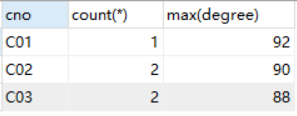 cno count(*) max(degree)
C01 1 92
C02 2 90
C03 2 88